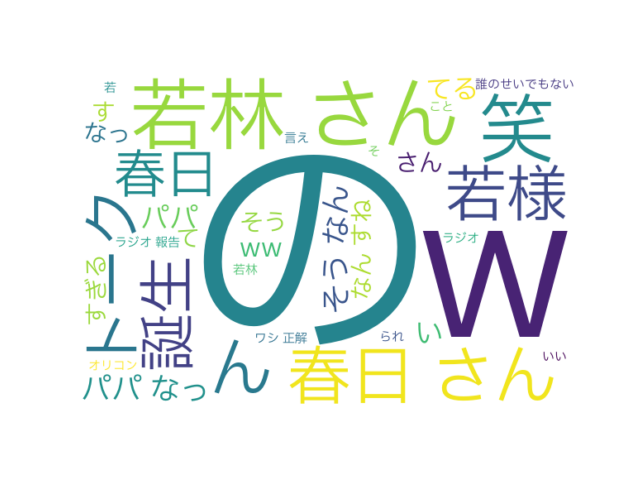 若
誰のせいでもない
す
若林 さん
てる
笑
こと
なっ
言え
そ
春日
さん
若様
の
パパ
そう
そう なん
なん すね
w
トーク
ラジオ 報告
て
ww
ラジオ
すぎる
誕生
若林
ワシ 正解
られ
い
オリコン
ん
春日 さん
いい
パパ なっ